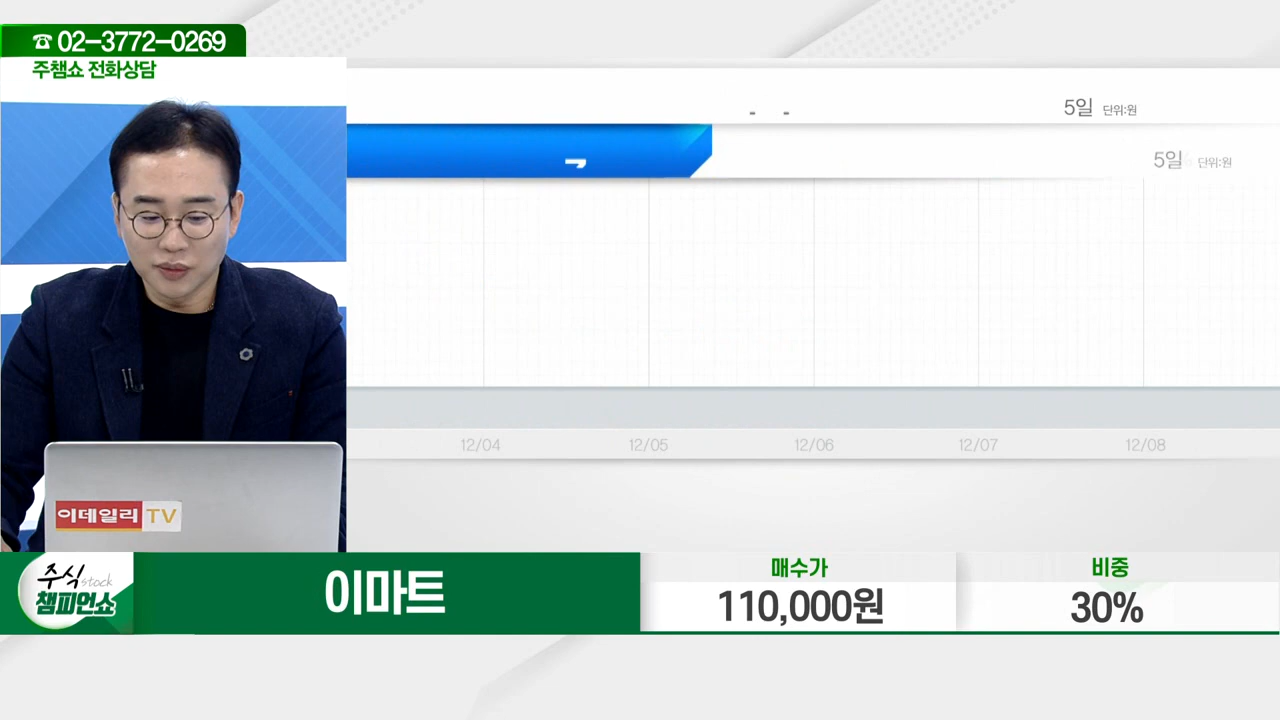 ☎ 02-3772-0269
주챔쇼 전화상담
5일 단위:원
5일 단위:원
12/04 12/05 12/06 12/07 12/08
이데일리 TV
주식 stock
챔피언쇼
이마트
매수가
110,000원
비중
30%